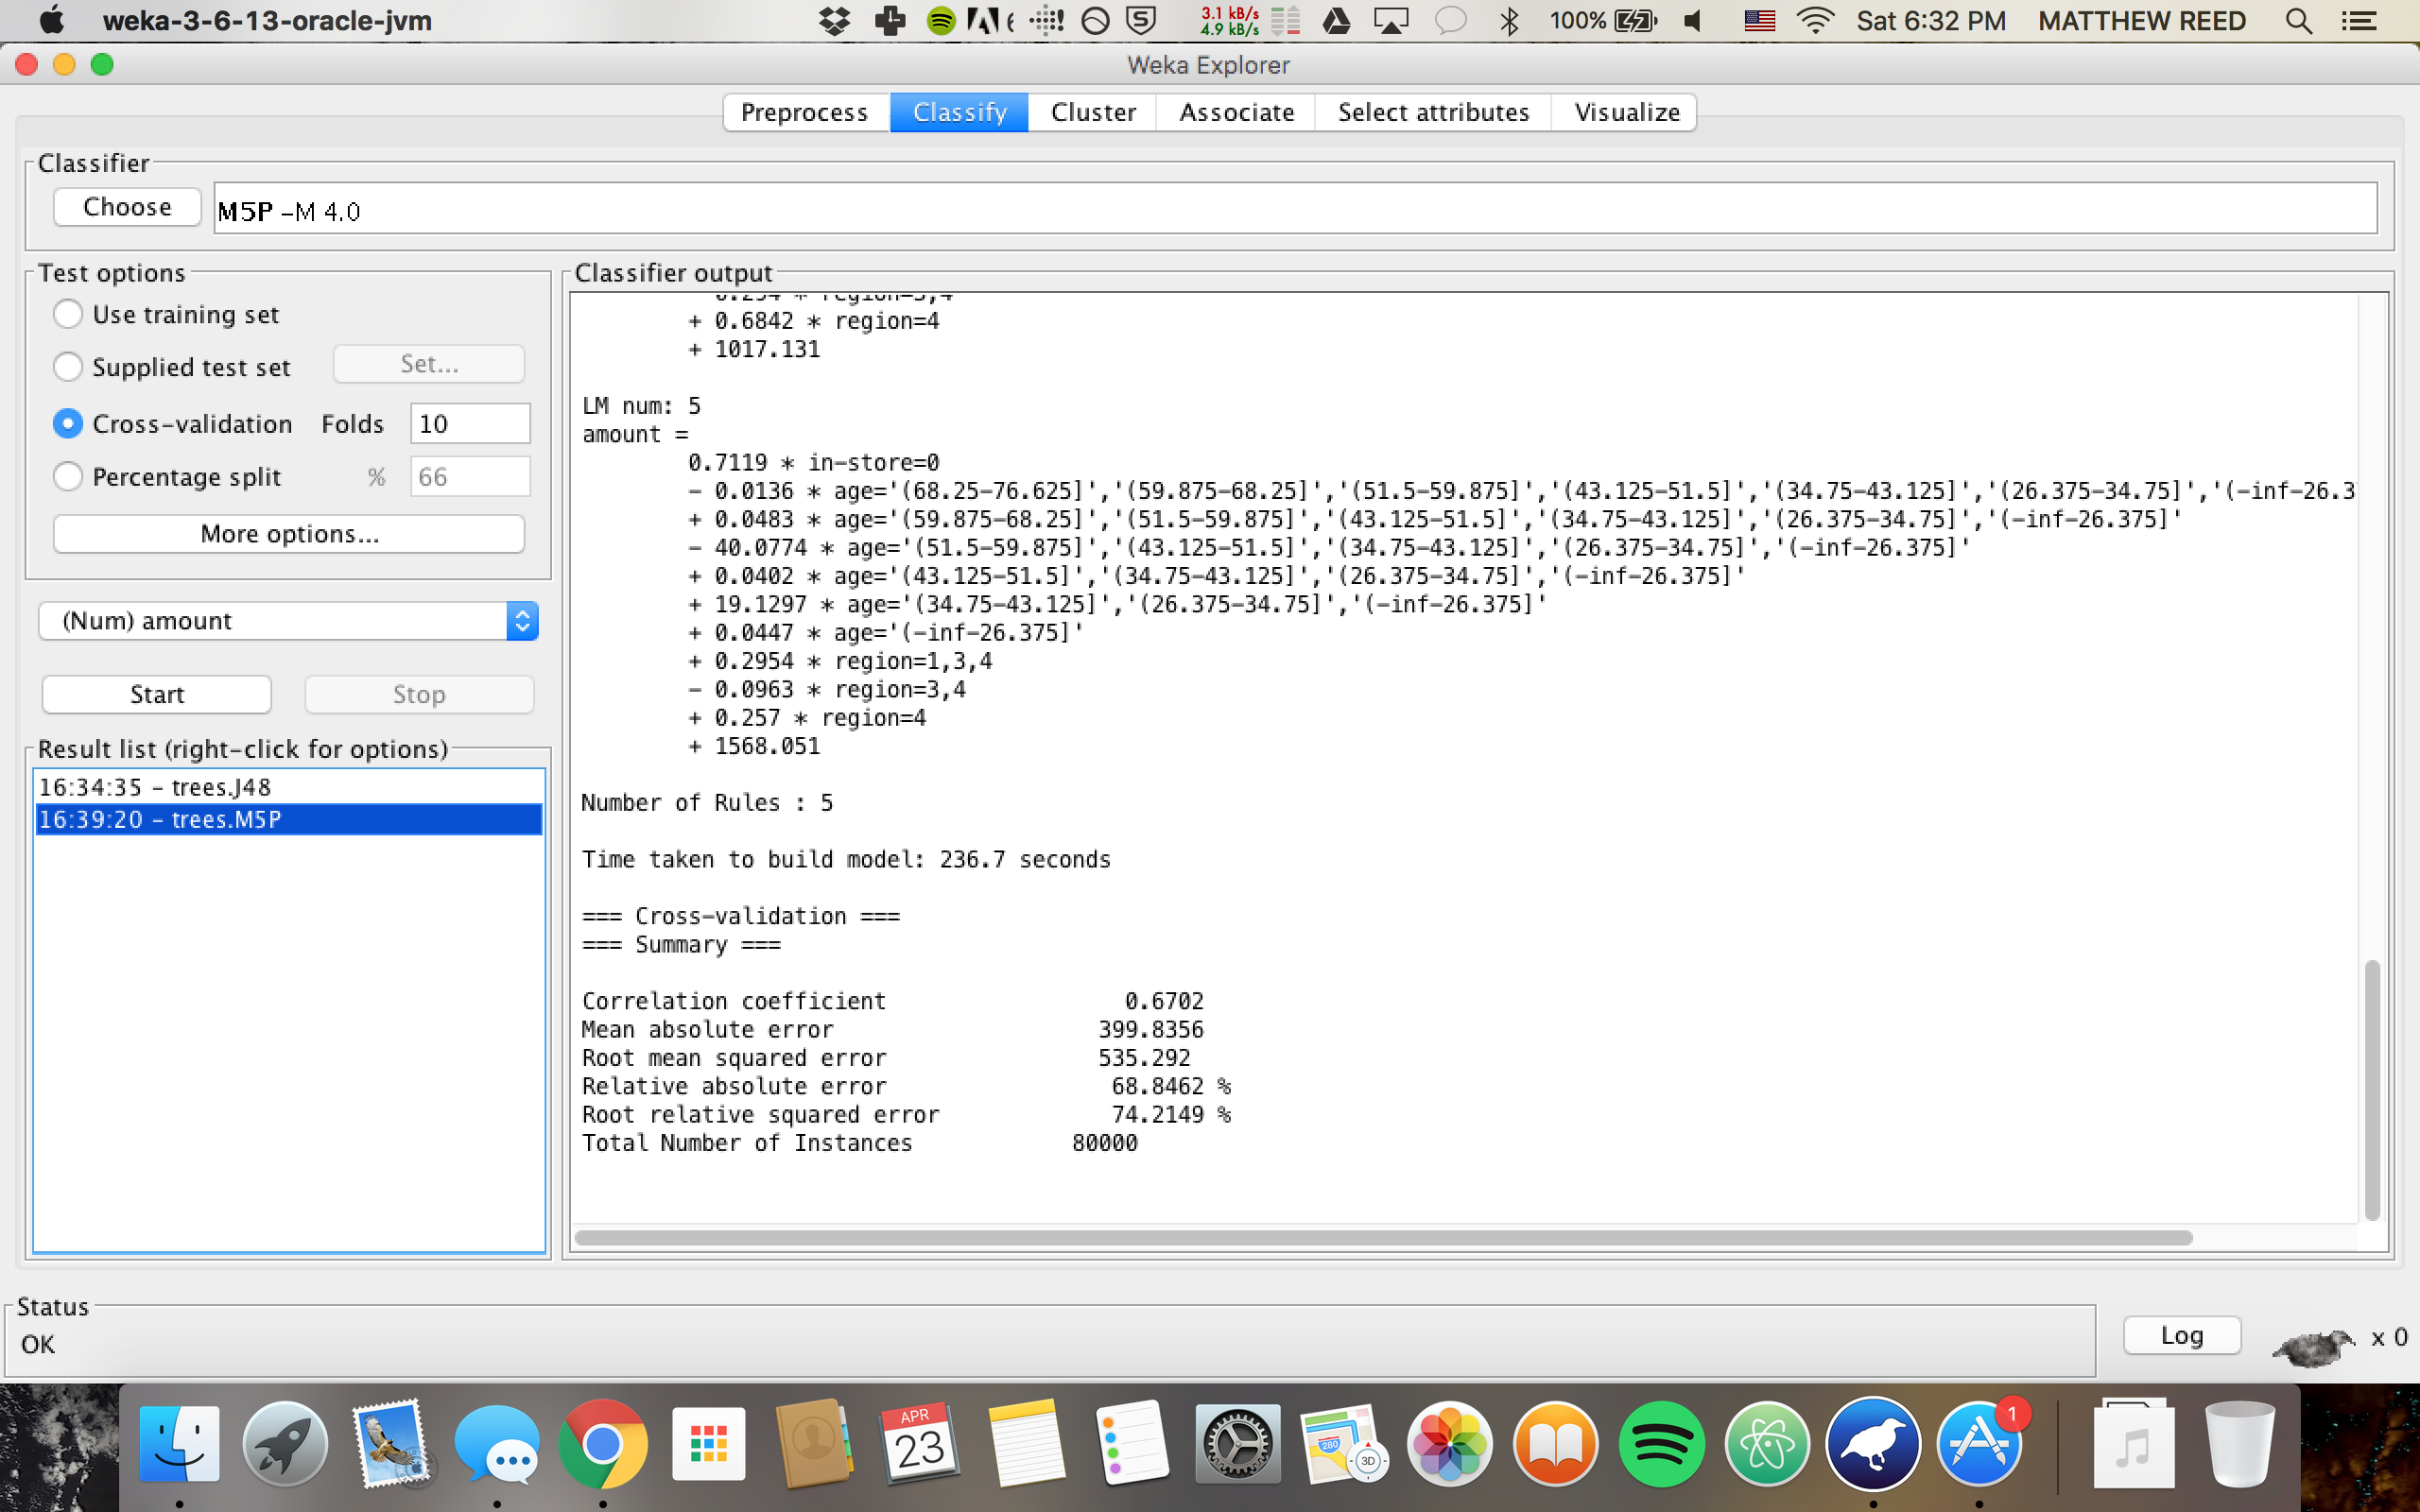 weka-3-6-13-oracle-jvm
3.1 kB/s
4.9 kB/s
100%
Sat 6:32 PM
MATTHEW REED
Weka Explorer
Preprocess Classify Cluster Associate Select attributes Visualize
Classifier
Choose M5P -M 4.0
Test options
Use training set
Supplied test set Set...
Cross-validation Folds 10
Percentage split % 66
More options...
(Num) amount
Start Stop
Result list (right-click for options)
16:34:35 - trees.J48
16:39:20 - trees.M5P
Classifier output
+ 0.6842 * region=4
+ 1017.131
LM num: 5
amount =
0.7119 * in-store=0
- 0.0136 * age='(68.25-76.625]','(59.875-68.25]','(51.5-59.875]','(43.125-51.5]','(34.75-43.125]','(26.375-34.75]','(-inf-26.3
+ 0.0483 * age='(59.875-68.25]','(51.5-59.875]','(43.125-51.5]','(34.75-43.125]','(26.375-34.75]','(-inf-26.375]'
- 40.0774 * age='(51.5-59.875]','(43.125-51.5]','(34.75-43.125]','(26.375-34.75]','(-inf-26.375]'
+ 0.0402 * age='(43.125-51.5]','(34.75-43.125]','(26.375-34.75]','(-inf-26.375]'
+ 19.1297 * age='(34.75-43.125]','(26.375-34.75]','(-inf-26.375]'
+ 0.0447 * age='(-inf-26.375]'
+ 0.2954 * region=1,3,4
- 0.0963 * region=3,4
+ 0.257 * region=4
+ 1568.051
Number of Rules : 5
Time taken to build model: 236.7 seconds
=== Cross-validation ===
=== Summary ===
Correlation coefficient 0.6702
Mean absolute error 399.8356
Root mean squared error 535.292
Relative absolute error 68.8462 %
Root relative squared error 74.2149 %
Total Number of Instances 80000
Status
OK
Log
x 0
APR
23
280
3D
1